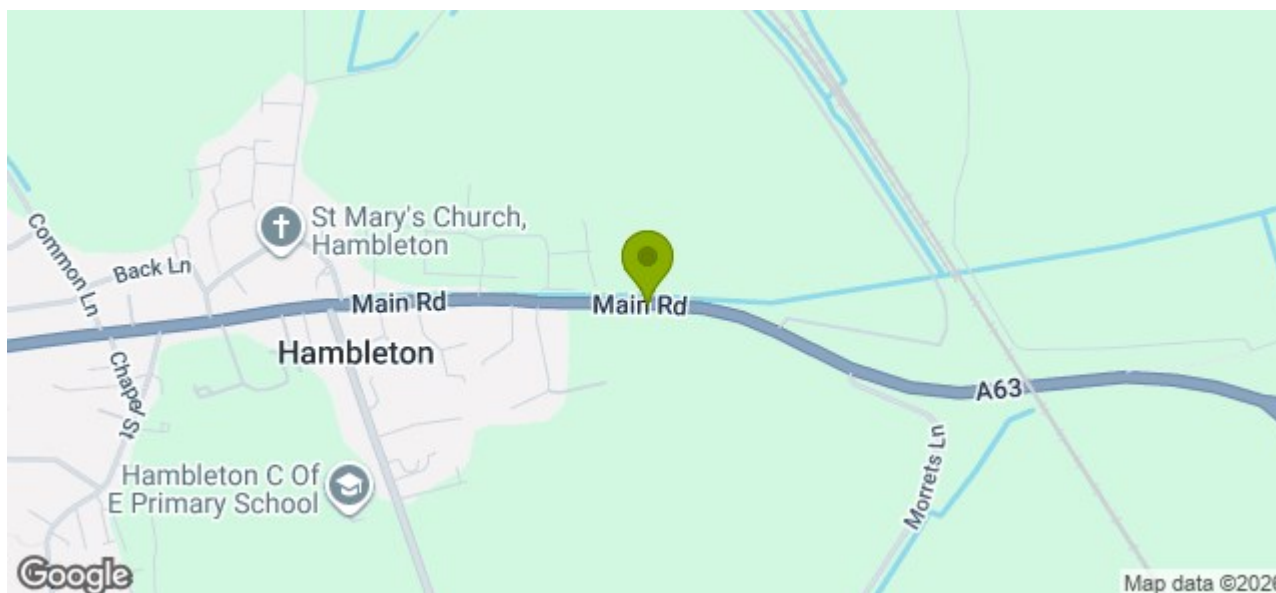 St Mary's Church,
Hambleton
Common Ln
Back Ln
Main Rd
Main Rd
Hambleton
Chapel St
A63
Morrets Ln
Hambleton C Of
E Primary School
Google
Map data ©2026